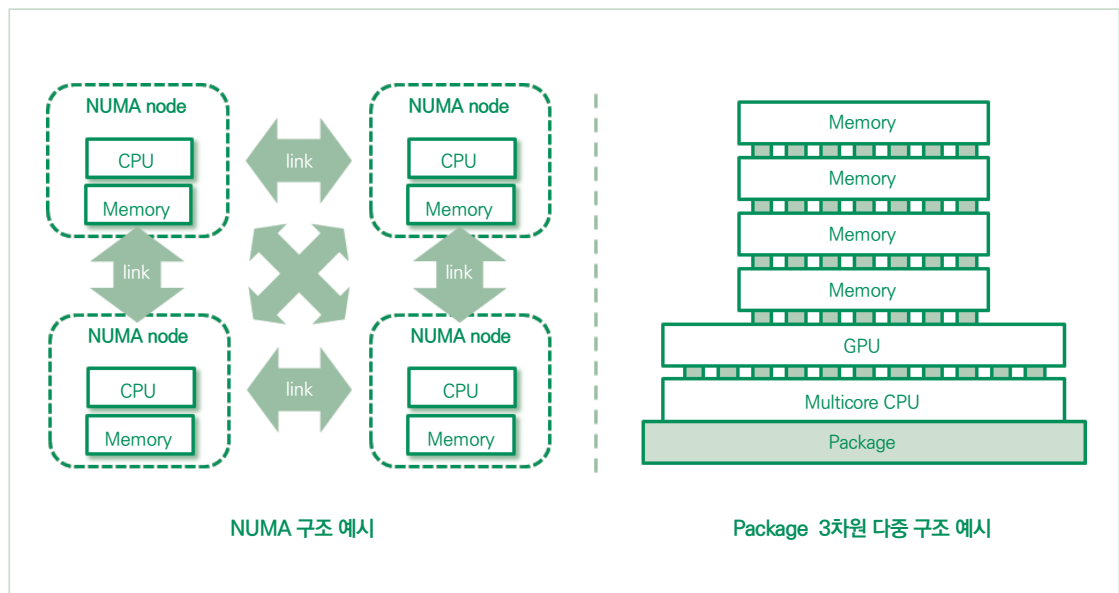 NUMA node
CPU
Memory
link
NUMA node
CPU
Memory
link
link
NUMA node
CPU
Memory
link
NUMA node
CPU
Memory
NUMA 구조 예시
Memory
Memory
Memory
Memory
GPU
Multicore CPU
Package
Package 3차원 다중 구조 예시